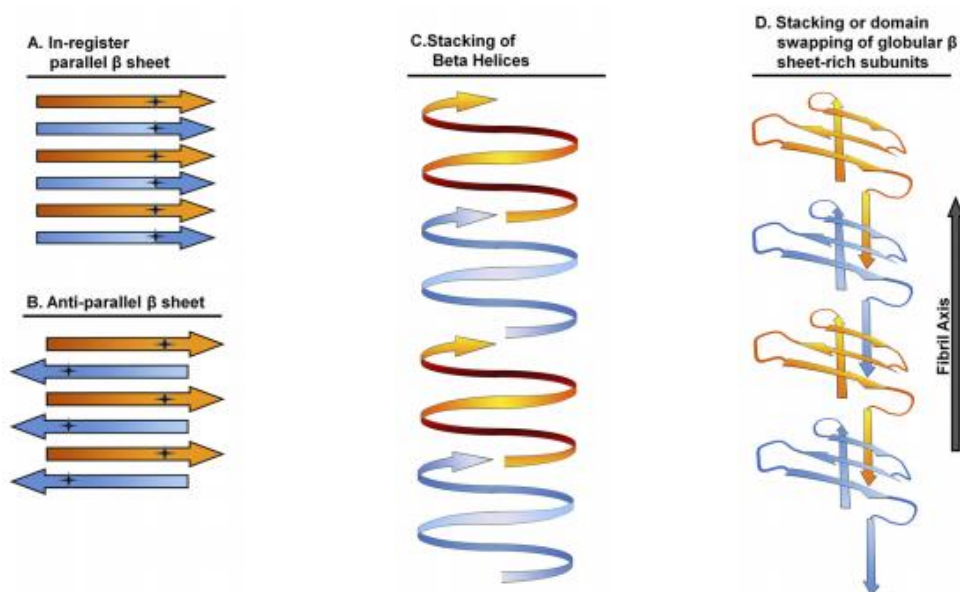 A. In-register
parallel β sheet
B. Anti-parallel β sheet
C.Stacking of
Beta Helices
D. Stacking or domain
swapping of globular β
sheet-rich subunits
Fibril Axis